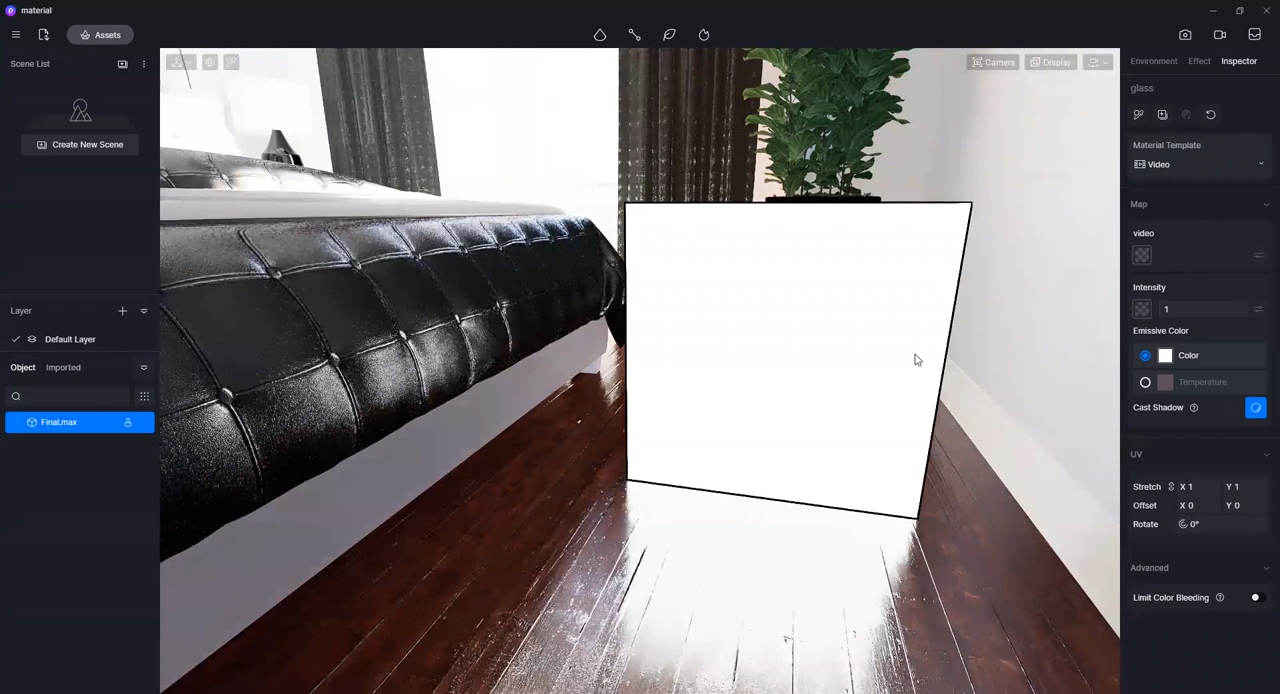 material
Assets
Scene List
Create New Scene
Layer
Default Layer
Object Imported
Final.max
Camera Display
Environment Effect Inspector
glass
Material Template
Video
Map
video
Intensity
1
Emissive Color
Color
Temperature
Cast Shadow
UV
Stretch X 1 Y 1
Offset X 0 Y 0
Rotate 0°
Advanced
Limit Color Bleeding